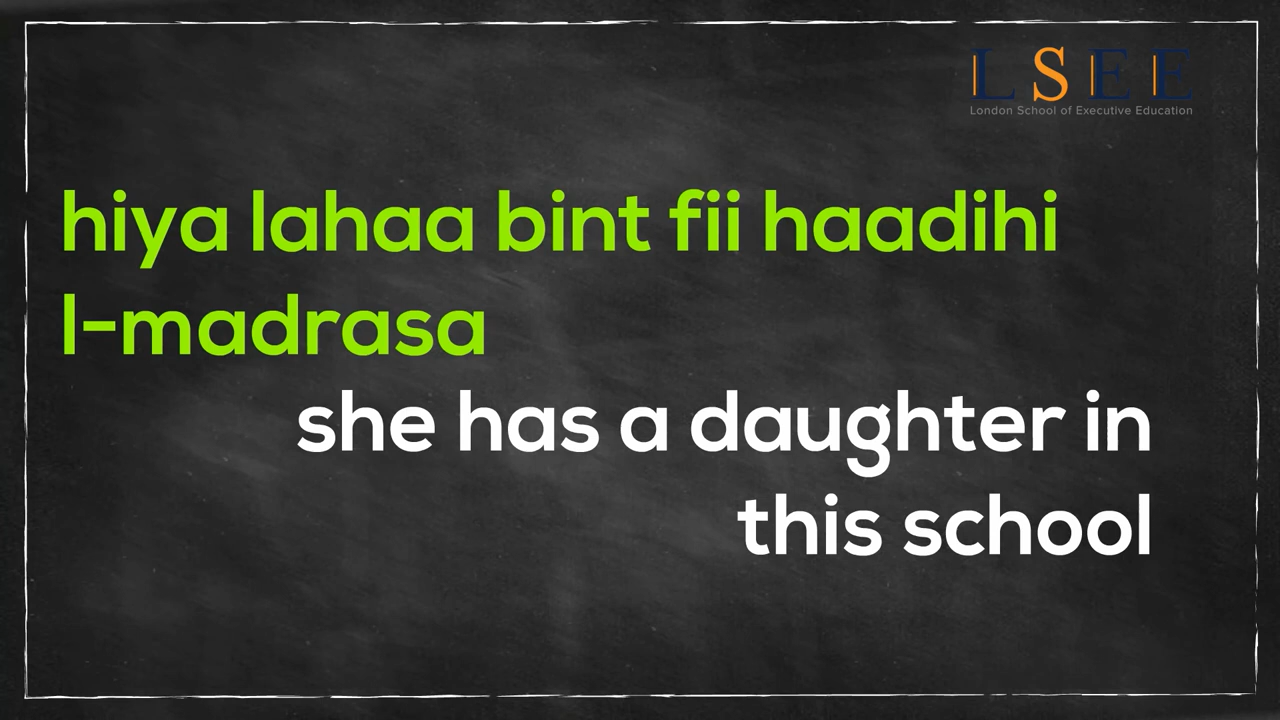 LSEE
London School of Executive Education
hiya lahaa bint fii haadihi
l-madrasa
she has a daughter in
this school